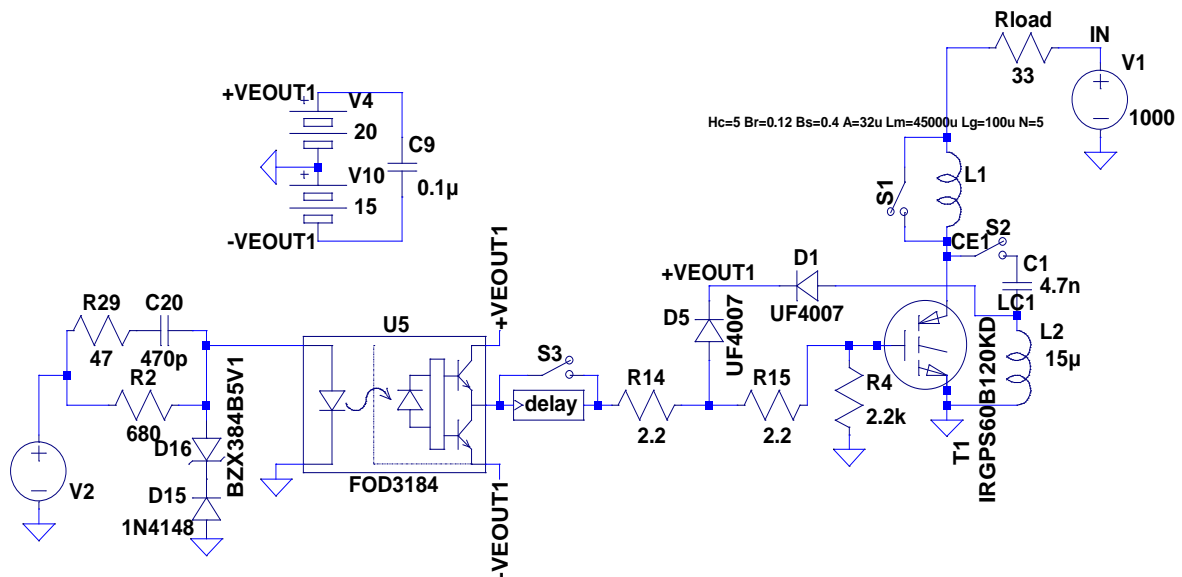 Rload
IN
33
V1
1000
+VEOUT1
+
V4
20
C9
0.1µ
+
V10
15
-VEOUT1
Hc=5 Br=0.12 Bs=0.4 A=32u Lm=45000u Lg=100u N=5
S1
L1
CE1
S2
C1
4.7n
LC1
L2
15µ
+VEOUT1
D1
UF4007
D5
UF4007
R29
47
C20
470p
R2
680
D16
BZX384B5V1
D15
1N4148
V2
U5
FOD3184
+VEOUT1
-VEOUT1
S3
delay
R14
2.2
R15
2.2
R4
2.2k
T1
IRGPS60B120KD